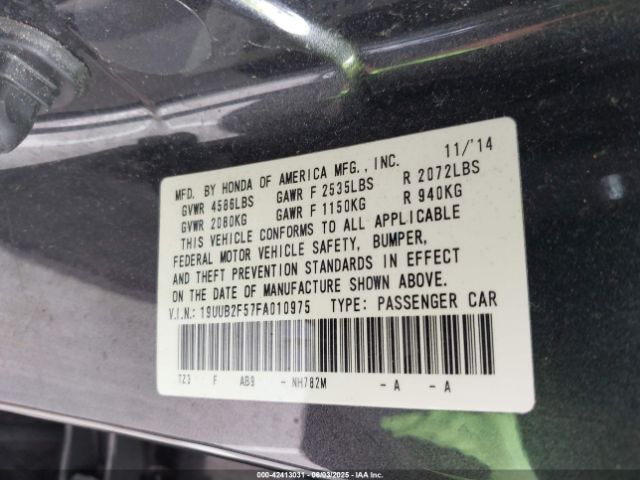 MFD. BY HONDA OF AMERICA MFG., INC. 11/'14
GVWR 4586LBS GAWR F 2535LBS R 2072LBS
GVWR 2080KG GAWR F 1150KG R 940KG
THIS VEHICLE CONFORMS TO ALL APPLICABLE
FEDERAL MOTOR VEHICLE SAFETY, BUMPER,
AND THEFT PREVENTION STANDARDS IN EFFECT
ON THE DATE OF MANUFACTURE SHOWN ABOVE.
V.I.N.: 19UUB2F57FA010975 TYPE: PASSENGER CAR
TZ3 F AB9 - NH782M - A - A
000-42413031 - 06/03/2025 - IAA Inc.